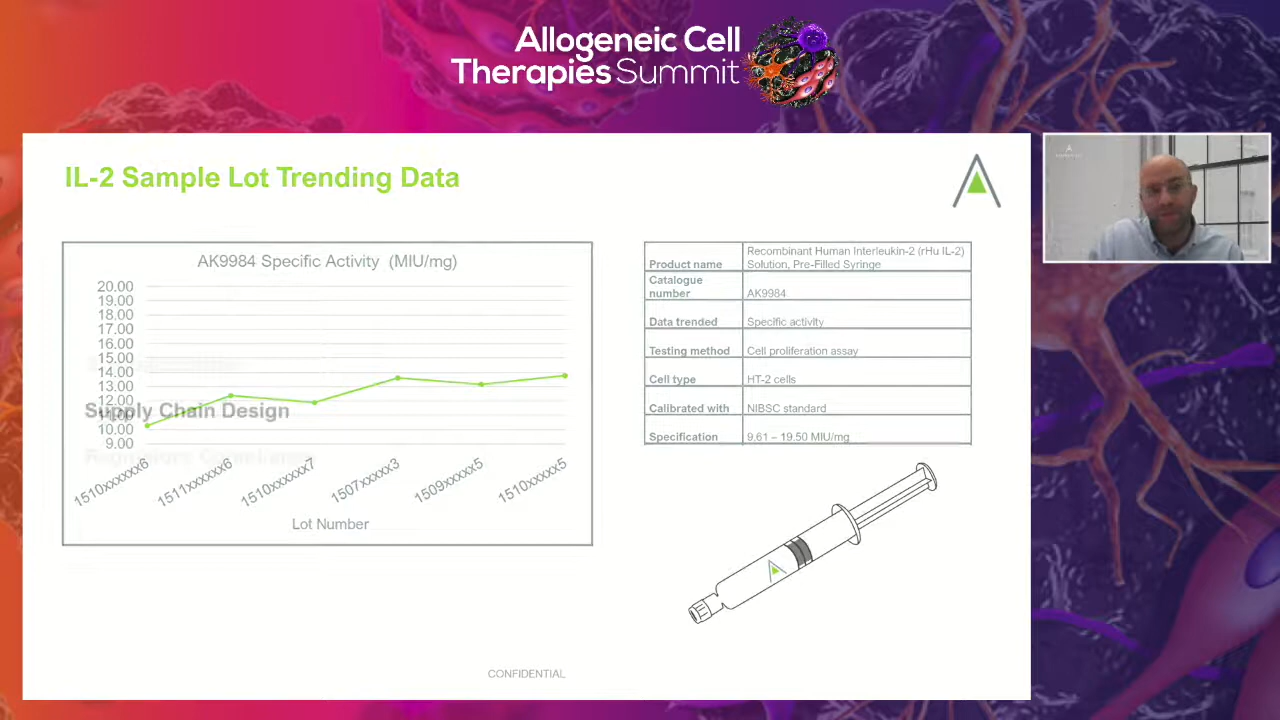 Allogeneic Cell
Therapies Summit
IL-2 Sample Lot Trending Data
AK9984 Specific Activity (MIU/mg)
20.00
19.00
18.00
17.00
16.00
15.00
14.00
13.00
12.00
11.00
10.00
9.00
Supply Chain Design
1510xxxxxx6
1511xxxxxx6
1510xxxxxx7
1507xxxxx3
1509xxxxx5
1510xxxxx5
Lot Number
Product name
Recombinant Human Interleukin-2 (rHu IL-2)
Solution, Pre-Filled Syringe
Catalogue
number
AK9984
Data trended
Specific activity
Testing method
Cell proliferation assay
Cell type
HT-2 cells
Calibrated with
NIBSC standard
Specification
9.61 – 19.50 MIU/mg
CONFIDENTIAL